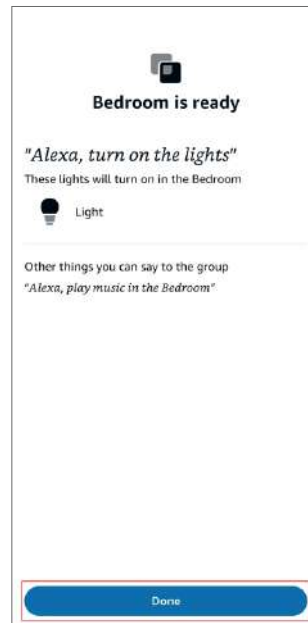 Bedroom is ready
"Alexa, turn on the lights"
These lights will turn on in the Bedroom
Light
Other things you can say to the group
"Alexa, play music in the Bedroom"
Done